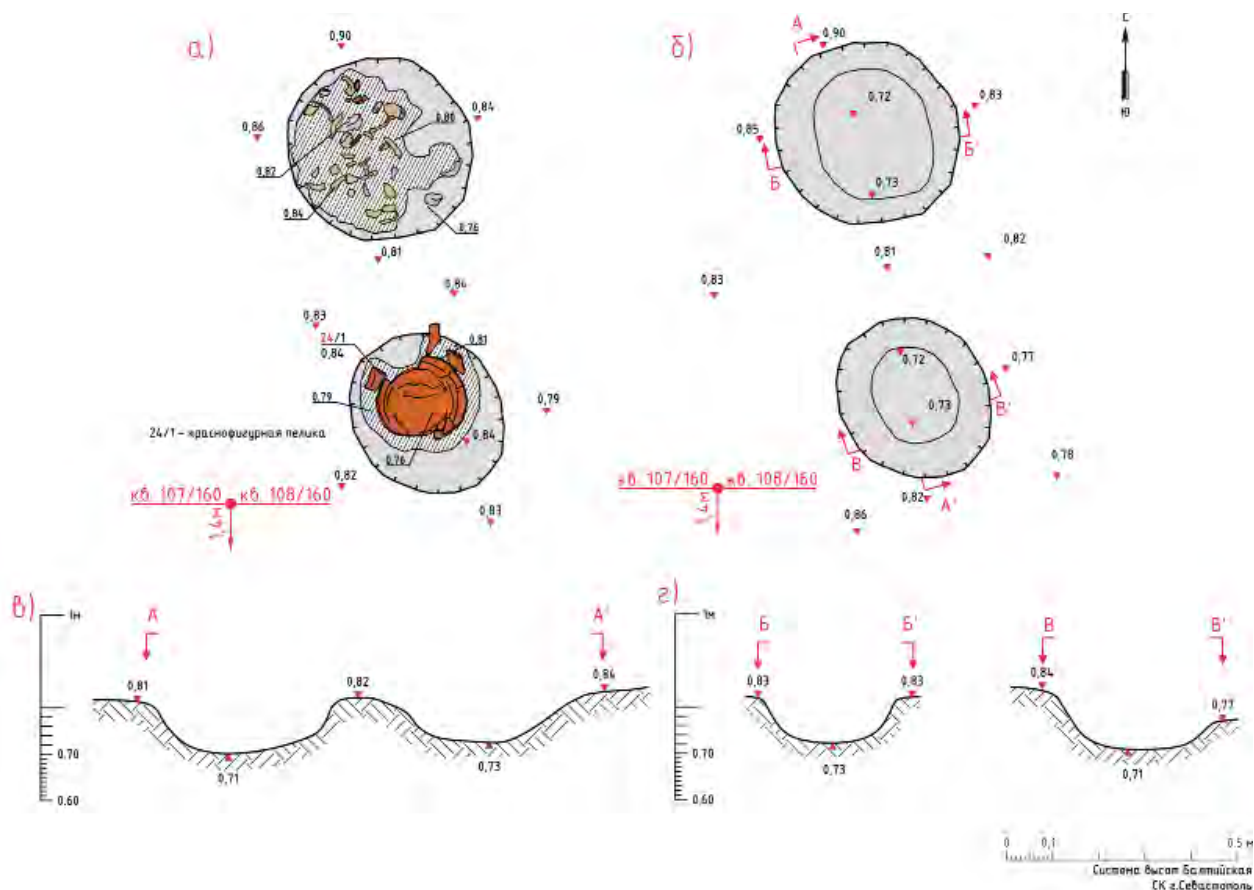 а)
0,90
0,86
0,84
0,80
0,82
0,84
0,76
0,81
0,84
0,83
24/1
0,84
0,81
0,79
0,79
0,84
0,76
24/1 – краснофигурная пелика
0,82
0,83
кв. 107/160 кв. 108/160
1,4м
б)
А
0,90
0,72
0,83
0,85
Б'
Б
0,73
0,82
0,81
0,83
0,72
0,77
В'
0,73
В
0,78
0,82
А'
0,86
кв. 107/160 кв. 108/160
1,4м
С
Ю
в)
1м
А
А'
0,81
0,82
0,84
0.70
0,71
0,73
0.60
г)
1м
Б
Б'
В
В'
0,83
0,83
0,84
0,77
0.70
0,73
0,71
0.60
0 0,1 0.5 м
Система высот Балтийская
СК г.Севастополь